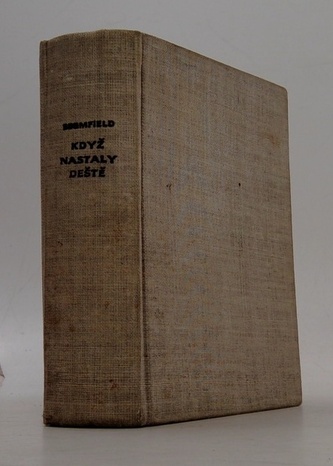 BROMFIELD
KDYŽ
NASTALY
DEŠTĚ